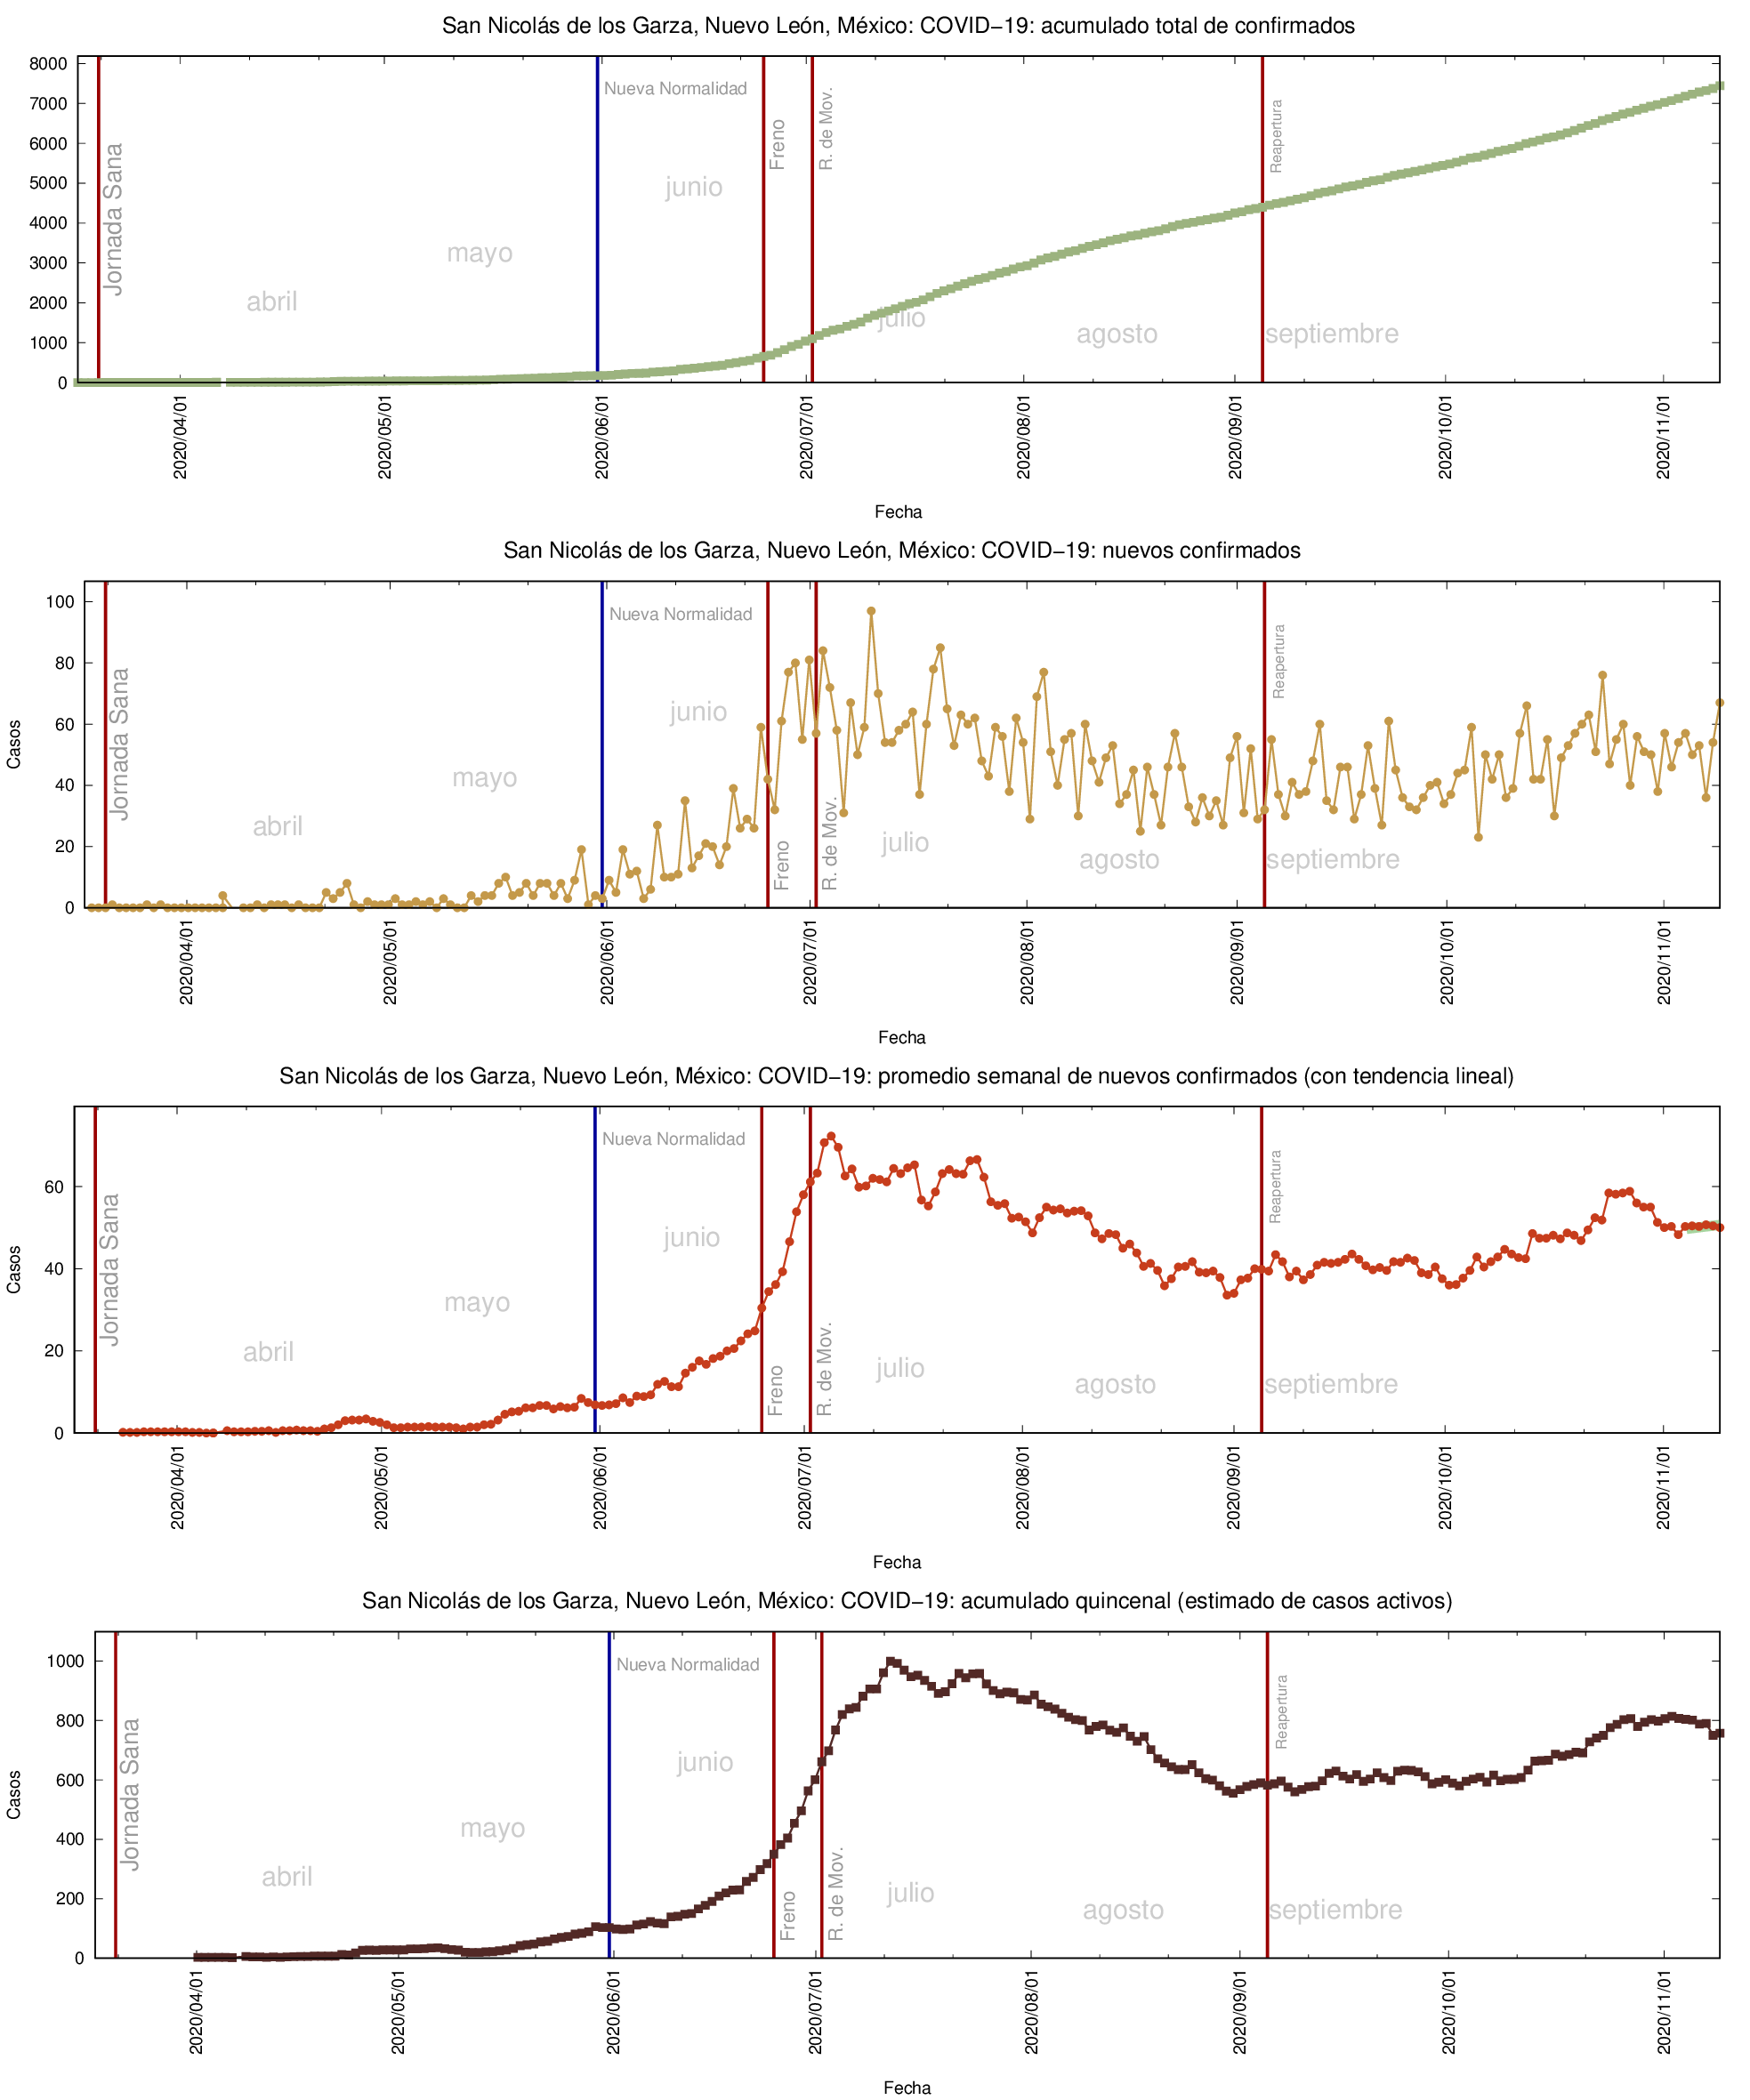 San Nicolás de los Garza, Nuevo León, México: COVID−19: acumulado total de confirmados
8000
7000
6000
5000
4000
3000
2000
1000
0
Jornada Sana
abril
mayo
Nueva Normalidad
junio
Freno
R. de Mov.
julio
agosto
Reapertura
septiembre
2020/04/01
2020/05/01
2020/06/01
2020/07/01
2020/08/01
2020/09/01
2020/10/01
2020/11/01
Fecha
San Nicolás de los Garza, Nuevo León, México: COVID−19: nuevos confirmados
Casos
100
80
60
40
20
0
Jornada Sana
abril
mayo
Nueva Normalidad
junio
Freno
R. de Mov.
julio
agosto
Reapertura
septiembre
2020/04/01
2020/05/01
2020/06/01
2020/07/01
2020/08/01
2020/09/01
2020/10/01
2020/11/01
Fecha
San Nicolás de los Garza, Nuevo León, México: COVID−19: promedio semanal de nuevos confirmados (con tendencia lineal)
Casos
60
40
20
0
Jornada Sana
abril
mayo
Nueva Normalidad
junio
Freno
R. de Mov.
julio
agosto
Reapertura
septiembre
2020/04/01
2020/05/01
2020/06/01
2020/07/01
2020/08/01
2020/09/01
2020/10/01
2020/11/01
Fecha
San Nicolás de los Garza, Nuevo León, México: COVID−19: acumulado quincenal (estimado de casos activos)
Casos
1000
800
600
400
200
0
Jornada Sana
abril
mayo
Nueva Normalidad
junio
Freno
R. de Mov.
julio
agosto
Reapertura
septiembre
2020/04/01
2020/05/01
2020/06/01
2020/07/01
2020/08/01
2020/09/01
2020/10/01
2020/11/01
Fecha